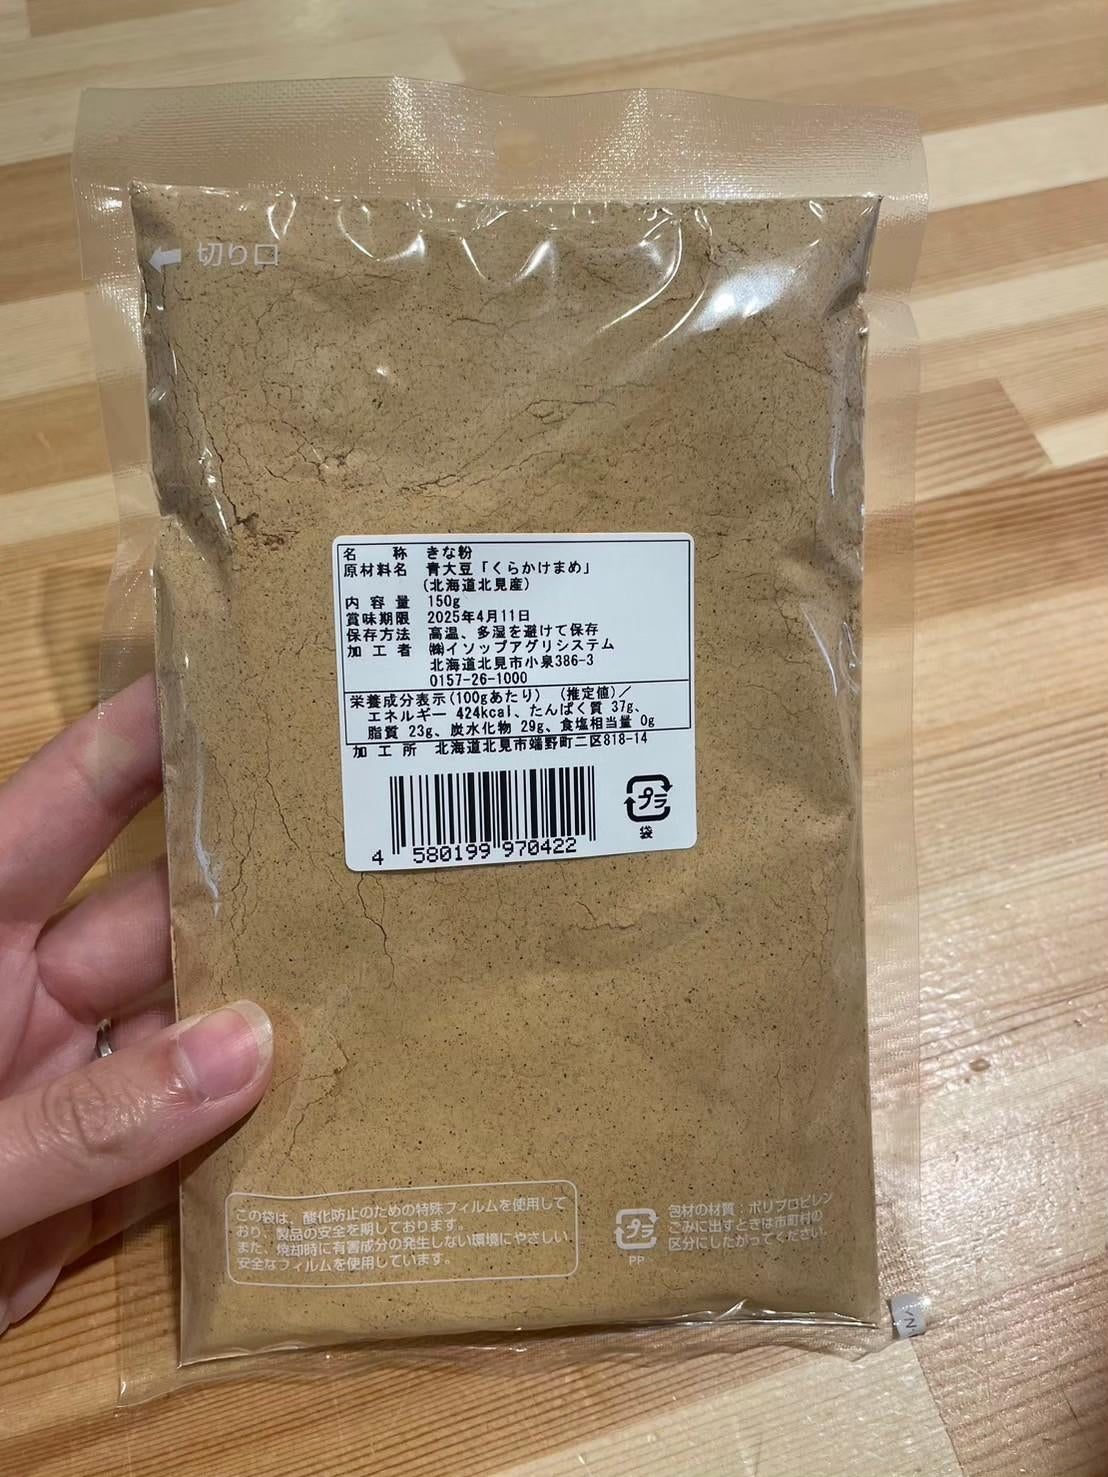 切り口
名 称 きな粉
原材料名 青大豆「くらかけまめ」
(北海道北見産)
内容量 150g
賞味期限 2025年4月11日
保存方法 高温、多湿を避けて保存
加工者 ㈱イソップアグリシステム
北海道北見市小泉386-3
0157-26-1000
栄養成分表示(100gあたり) (推定値)/
エネルギー 424kcal、たんぱく質 37g、
脂質 23g、炭水化物 29g、食塩相当量 0g
加工所 北海道北見市端野町二区818-14
プラ
袋
4 580199 970422
この袋は、酸化防止のための特殊フィルムを使用して
おり、製品の安全を期しております。
また、焼却時に有害成分の発生しない環境にやさしい
安全なフィルムを使用しています。
プラ
PP
包材の材質：ポリプロピレン
ごみに出すときは市町村の
区分にしたがってください。